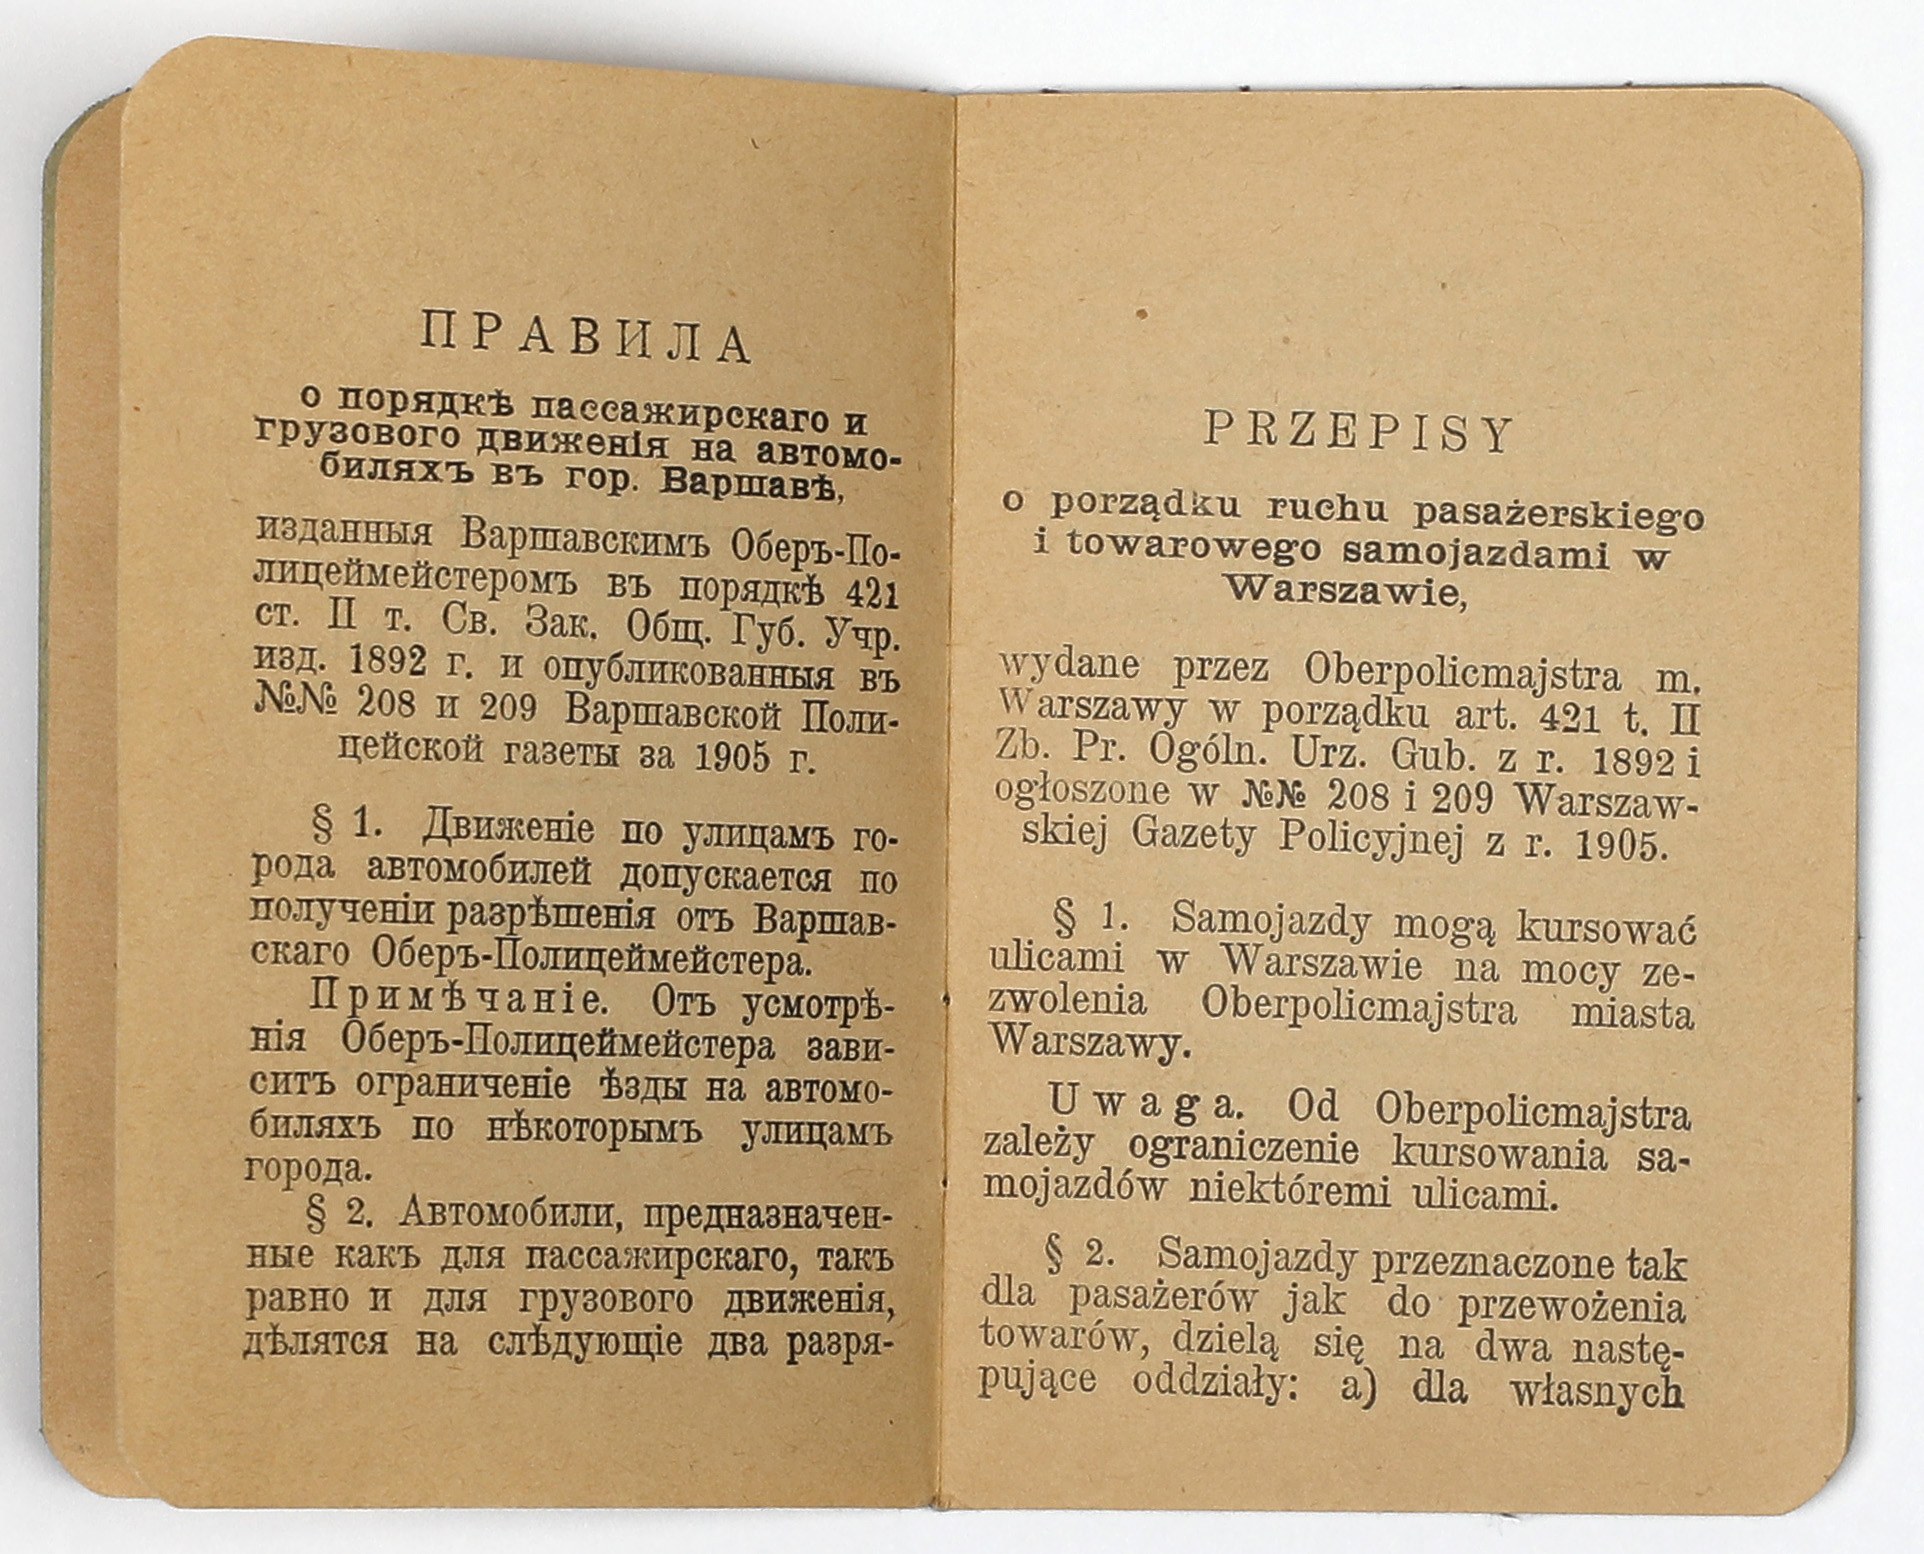 ПРАВИЛА
о порядкѣ пассажирскаго и
грузового движенія на автомо-
биляхъ въ гор. Варшавѣ,
изданныя Варшавскимъ Оберъ-По-
лицеймейстеромъ въ порядкѣ 421
ст. II т. Св. Зак. Общ. Губ. Учр.
изд. 1892 г. и опубликованныя въ
№№ 208 и 209 Варшавской Поли-
цейской газеты за 1905 г.
§ 1. Движеніе по улицамъ го-
рода автомобилей допускается по
полученіи разрѣшенія отъ Варшав-
скаго Оберъ-Полицеймейстера.
Примѣчаніе. Отъ усмотрѣ-
нія Оберъ-Полицеймейстера зави-
ситъ ограниченіе ѣзды на автомо-
биляхъ по нѣкоторымъ улицамъ
города.
§ 2. Автомобили, предназначен-
ные какъ для пассажирскаго, такъ
равно и для грузового движенія,
дѣлятся на слѣдующіе два разря-
PRZEPISY
o porządku ruchu pasażerskiego
i towarowego samojazdami w
Warszawie,
wydane przez Oberpolicmajstra m.
Warszawy w porządku art. 421 t. II
Zb. Pr. Ogóln. Urz. Gub. z r. 1892 i
ogłoszone w №№ 208 i 209 Warszaw-
skiej Gazety Policyjnej z r. 1905.
§ 1. Samojazdy mogą kursować
ulicami w Warszawie na mocy ze-
zwolenia Oberpolicmajstra miasta
Warszawy.
Uwaga. Od Oberpolicmajstra
zależy ograniczenie kursowania sa-
mojazdów niektóremi ulicami.
§ 2. Samojazdy przeznaczone tak
dla pasażerów jak do przewożenia
towarów, dzielą się na dwa nastę-
pujące oddziały: a) dla własnych